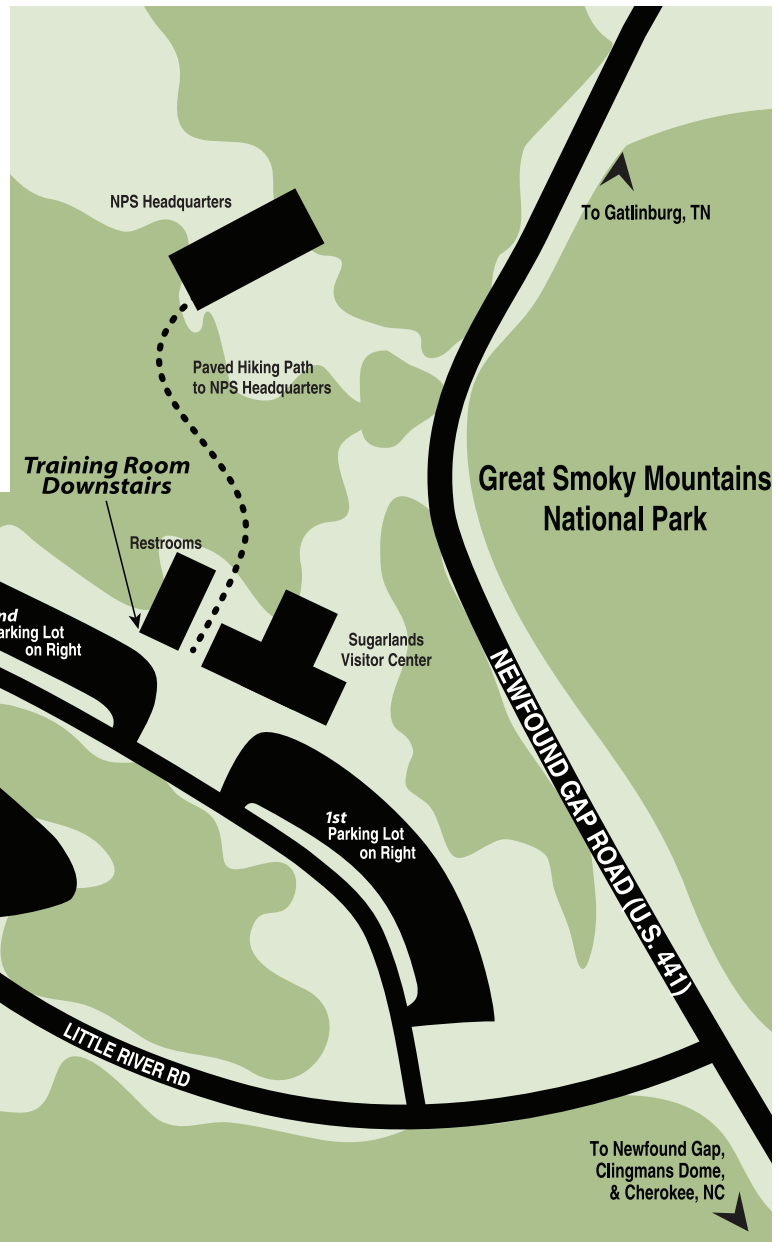 NPS Headquarters
To Gatlinburg, TN
Paved Hiking Path
to NPS Headquarters
Training Room
Downstairs
Great Smoky Mountains
National Park
Restrooms
nd
arking Lot
on Right
Sugarlands
Visitor Center
NEWFOUND GAP ROAD (U.S. 441)
1st
Parking Lot
on Right
LITTLE RIVER RD
To Newfound Gap,
Clingmans Dome,
& Cherokee, NC